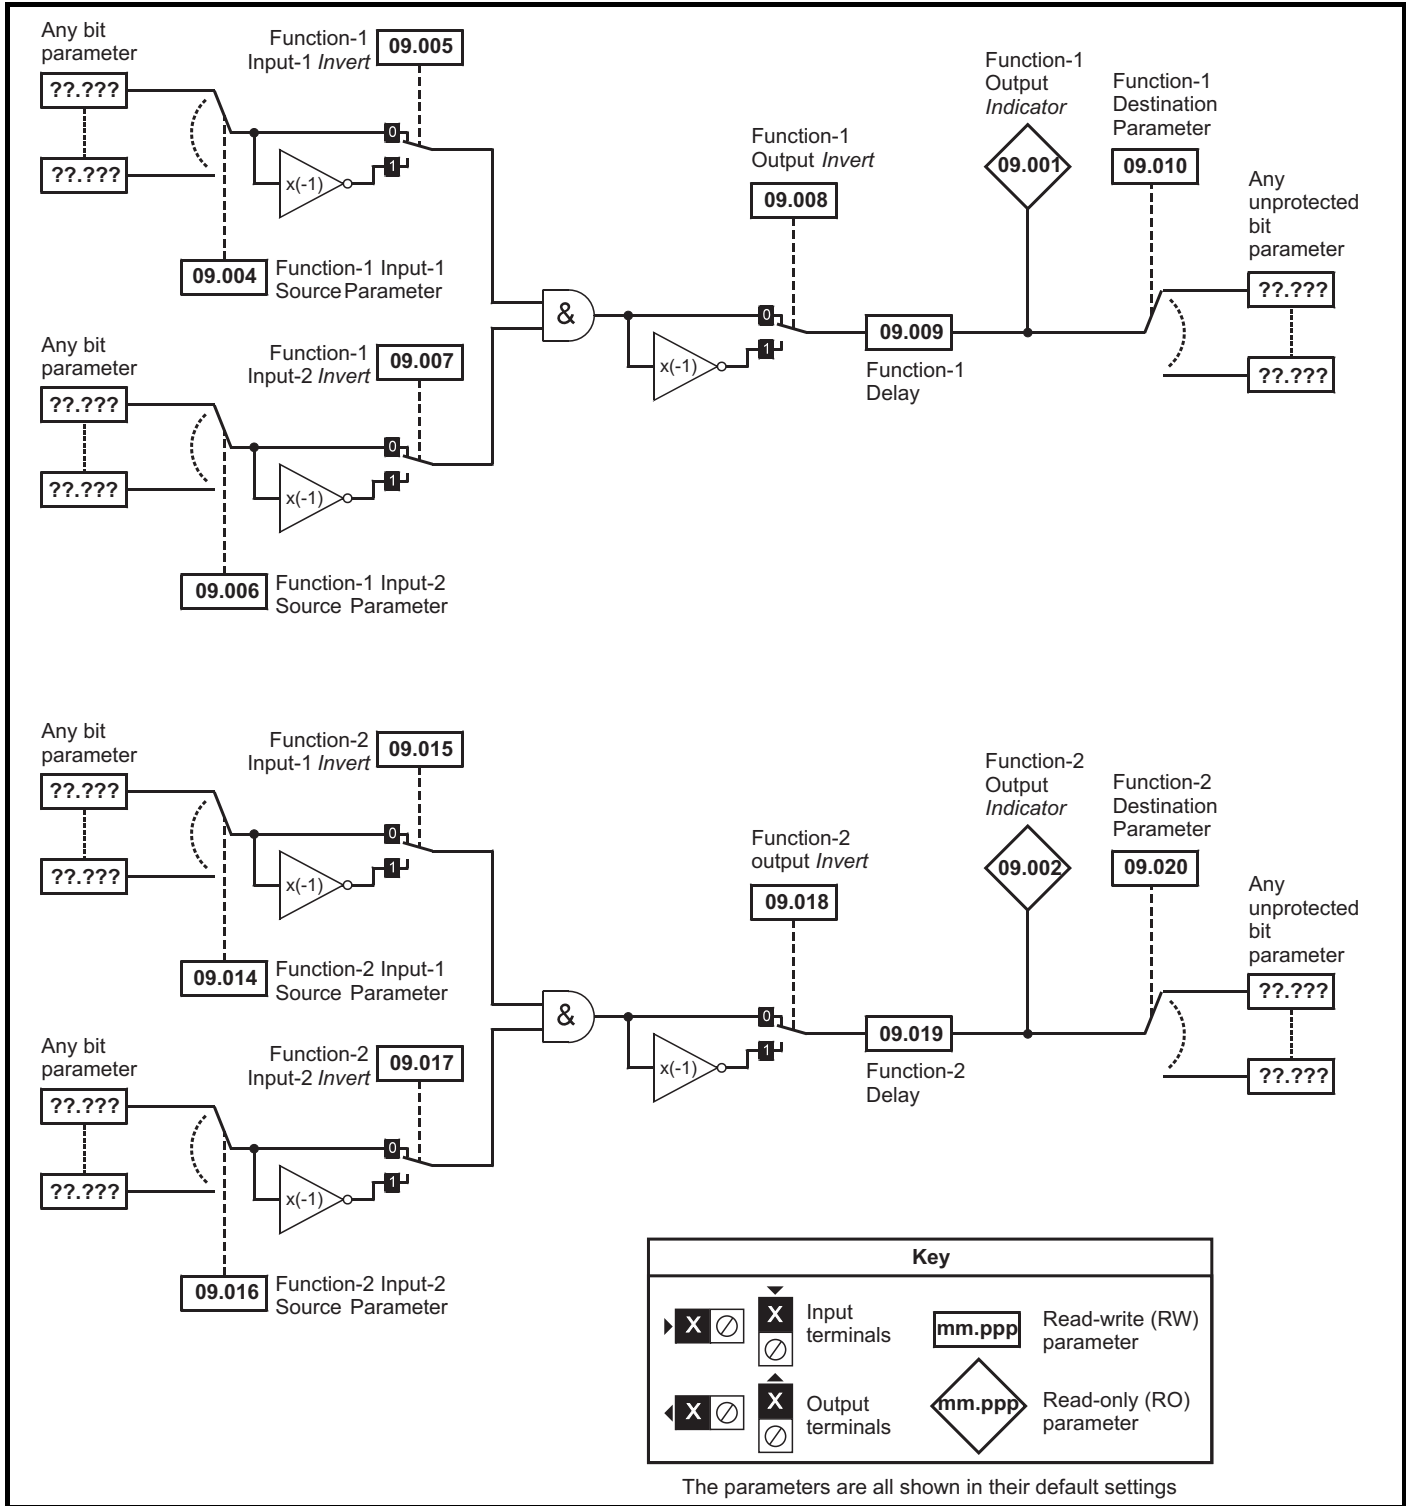 Any bit
parameter
??.???
??.???
Function-1
Input-1 Invert
09.005
0
1
x(-1)
09.004
Function-1 Input-1
Source Parameter
Any bit
parameter
??.???
??.???
Function-1
Input-2 Invert
09.007
0
1
x(-1)
09.006
Function-1 Input-2
Source Parameter
&
x(-1)
Function-1
Output Invert
09.008
0
1
09.009
Function-1
Delay
Function-1
Output
Indicator
09.001
Function-1
Destination
Parameter
09.010
Any
unprotected
bit
parameter
??.???
??.???
Any bit
parameter
??.???
??.???
Function-2
Input-1 Invert
09.015
0
1
x(-1)
09.014
Function-2 Input-1
Source Parameter
Any bit
parameter
??.???
??.???
Function-2
Input-2 Invert
09.017
0
1
x(-1)
09.016
Function-2 Input-2
Source Parameter
&
x(-1)
Function-2
output Invert
09.018
0
1
09.019
Function-2
Delay
Function-2
Output
Indicator
09.002
Function-2
Destination
Parameter
09.020
Any
unprotected
bit
parameter
??.???
??.???
Key
X
X
Input
terminals
mm.ppp
Read-write (RW)
parameter
X
X
Output
terminals
mm.ppp
Read-only (RO)
parameter
The parameters are all shown in their default settings